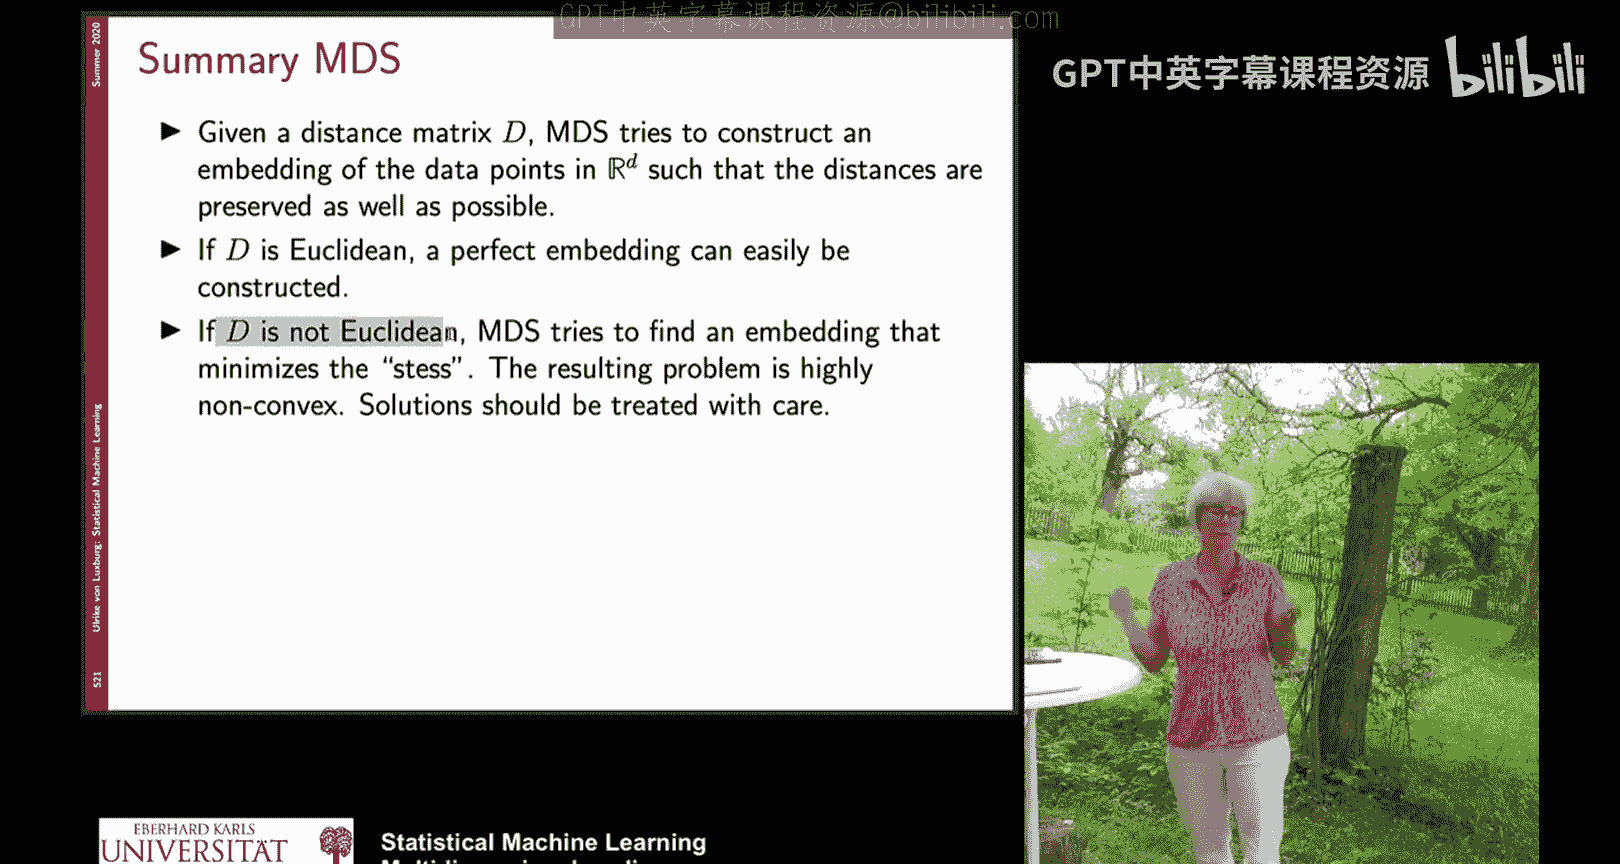 GPT中英字幕课程资源@bilibili.com
GPT中英字幕课程资源 bilibili
Summer 2020
Summary MDS
▶ Given a distance matrix D, MDS tries to construct an
embedding of the data points in ℝᵈ such that the distances are
preserved as well as possible.
▶ If D is Euclidean, a perfect embedding can easily be
constructed.
▶ If D is not Euclidean, MDS tries to find an embedding that
minimizes the “stess”. The resulting problem is highly
non-convex. Solutions should be treated with care.
Ulrike von Luxburg: Statistical Machine Learning
521
EBERHARD KARLS
UNIVERSITÄT
Statistical Machine Learning